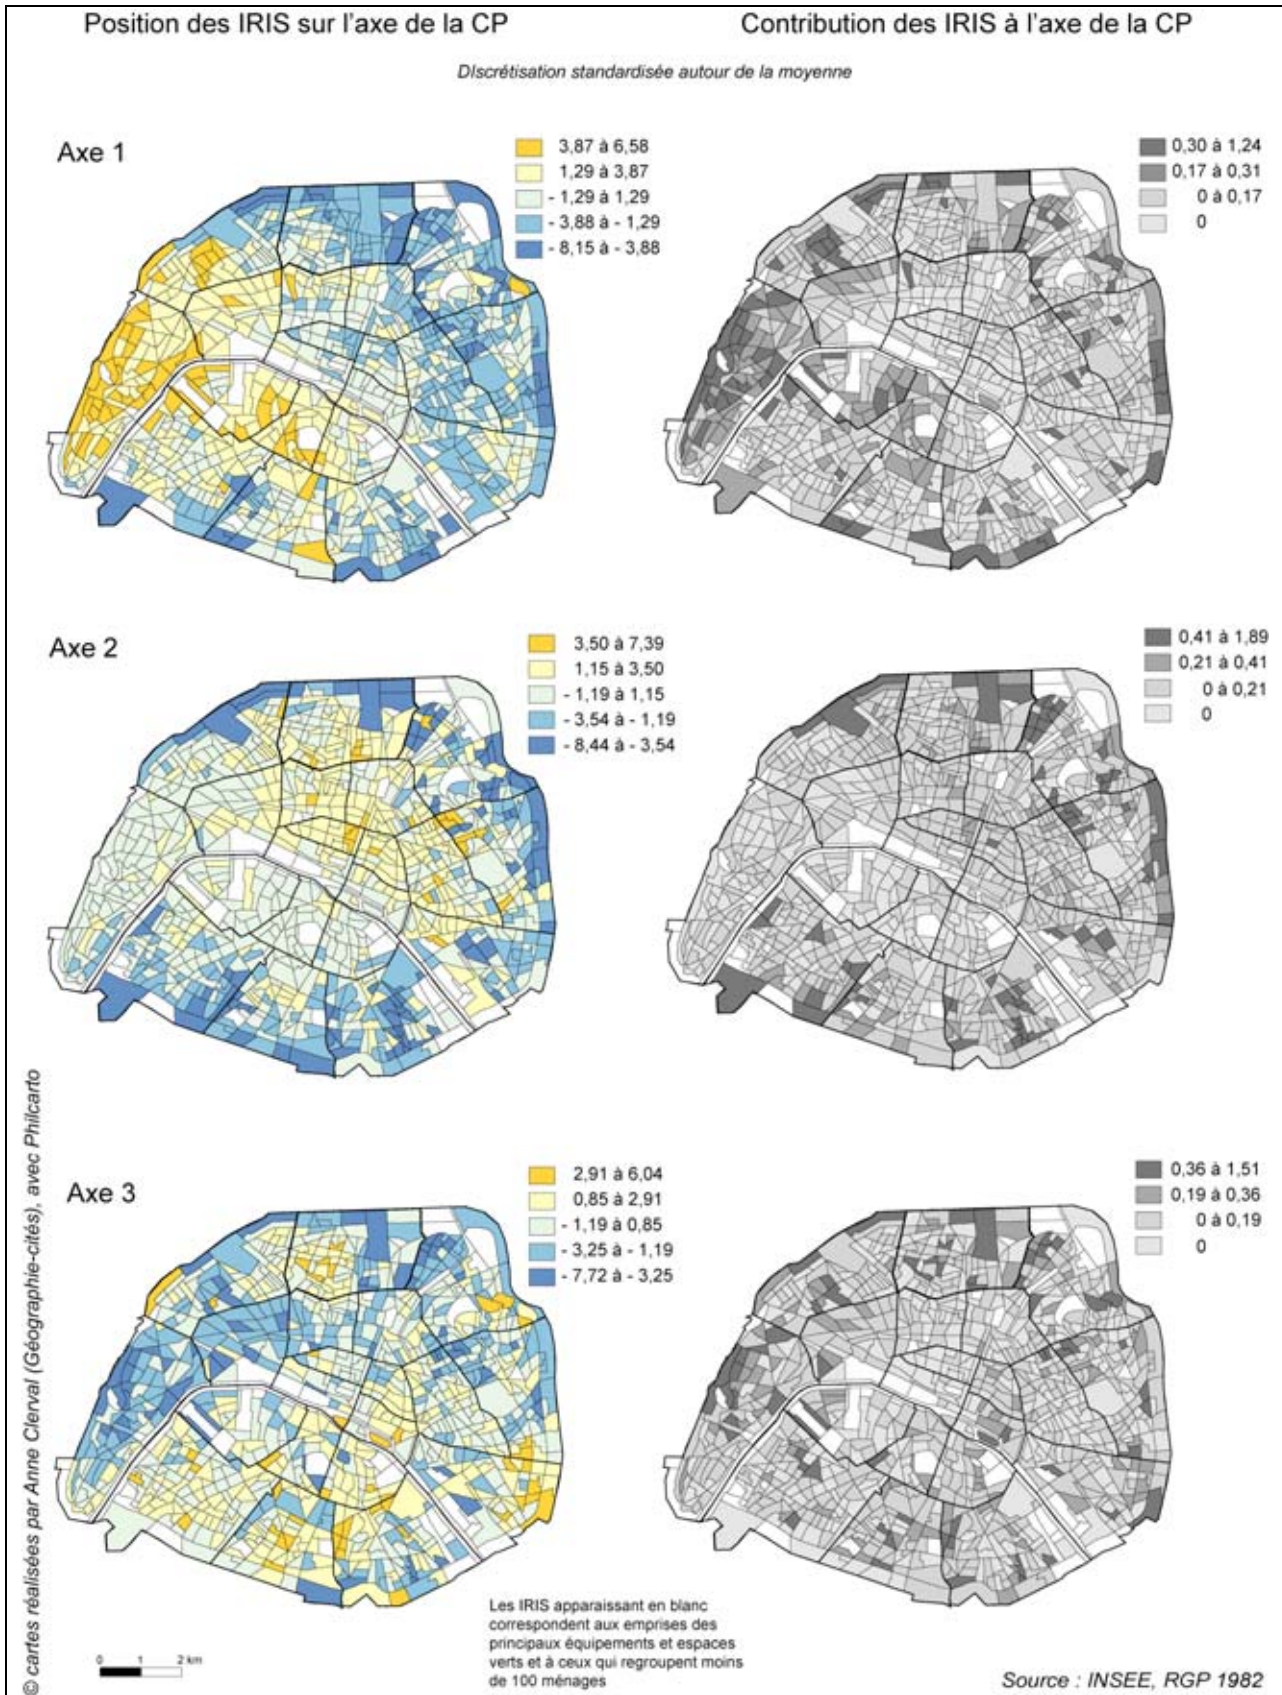 Position des IRIS sur l'axe de la CP
Contribution des IRIS à l'axe de la CP
DIscrétisation standardisée autour de la moyenne
Axe 1
3,87 à 6,58
1,29 à 3,87
- 1,29 à 1,29
- 3,88 à - 1,29
- 8,15 à - 3,88
0,30 à 1,24
0,17 à 0,31
0 à 0,17
0
Axe 2
3,50 à 7,39
1,15 à 3,50
- 1,19 à 1,15
- 3,54 à - 1,19
- 8,44 à - 3,54
0,41 à 1,89
0,21 à 0,41
0 à 0,21
0
Axe 3
2,91 à 6,04
0,85 à 2,91
- 1,19 à 0,85
- 3,25 à - 1,19
- 7,72 à - 3,25
0,36 à 1,51
0,19 à 0,36
0 à 0,19
0
© cartes réalisées par Anne Clerval (Géographie-cités), avec Philcarto
0 1 2 km
Les IRIS apparaissant en blanc
correspondent aux emprises des
principaux équipements et espaces
verts et à ceux qui regroupent moins
de 100 ménages
Source : INSEE, RGP 1982